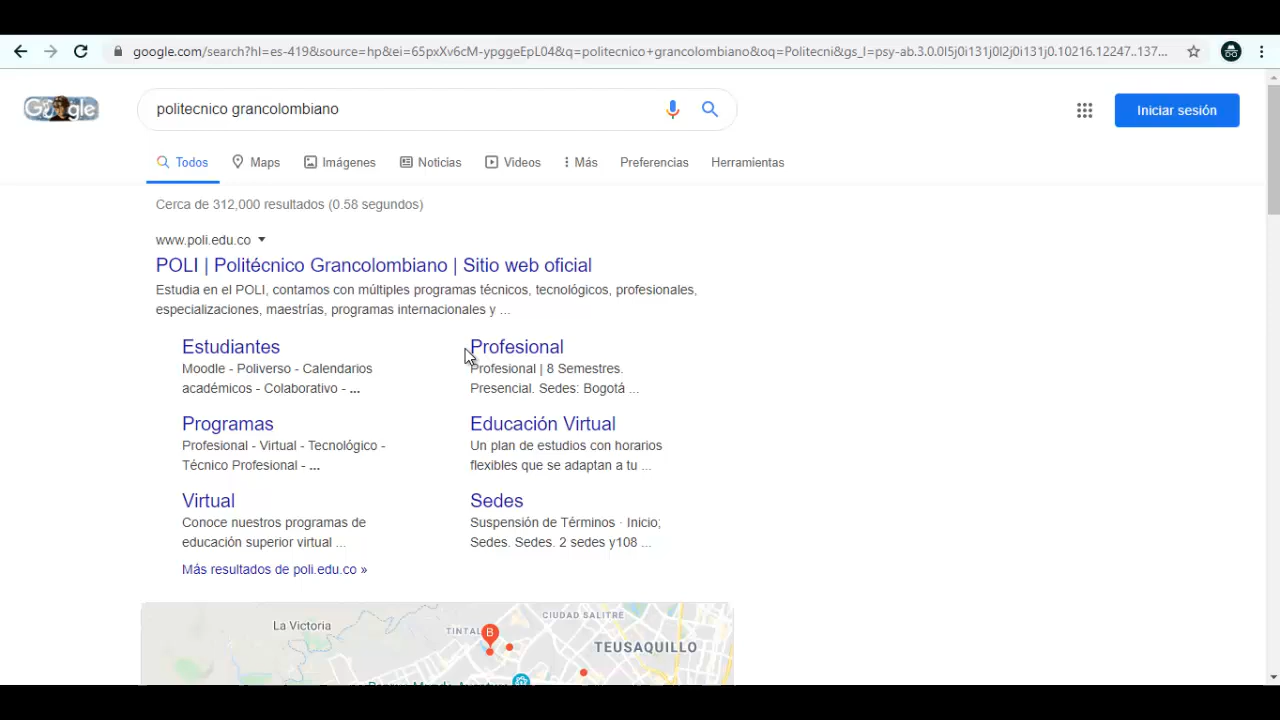 google.com/search?hl=es-419&source=hp&ei=65pxXv6cM-ypggeEpL04&q=politecnico+grancolombiano&oq=Politecni&gs_l=psy-ab.3.0.0l5j0i131j0l2j0i131j0.10216.12247..137...
Google
politecnico grancolombiano
Iniciar sesión
Todos Maps Imágenes Noticias Videos Más Preferencias Herramientas
Cerca de 312,000 resultados (0.58 segundos)
www.poli.edu.co
POLI | Politécnico Grancolombiano | Sitio web oficial
Estudia en el POLI, contamos con múltiples programas técnicos, tecnológicos, profesionales,
especializaciones, maestrías, programas internacionales y ...
Estudiantes
Moodle - Poliverso - Calendarios
académicos - Colaborativo - ...
Profesional
Profesional | 8 Semestres.
Presencial. Sedes: Bogotá ...
Programas
Profesional - Virtual - Tecnológico -
Técnico Profesional - ...
Educación Virtual
Un plan de estudios con horarios
flexibles que se adaptan a tu ...
Virtual
Conoce nuestros programas de
educación superior virtual ...
Sedes
Suspensión de Términos · Inicio;
Sedes. Sedes. 2 sedes y108 ...
Más resultados de poli.edu.co »
CIUDAD SALITRE
La Victoria
TINTAL
B
TEUSAQUILLO